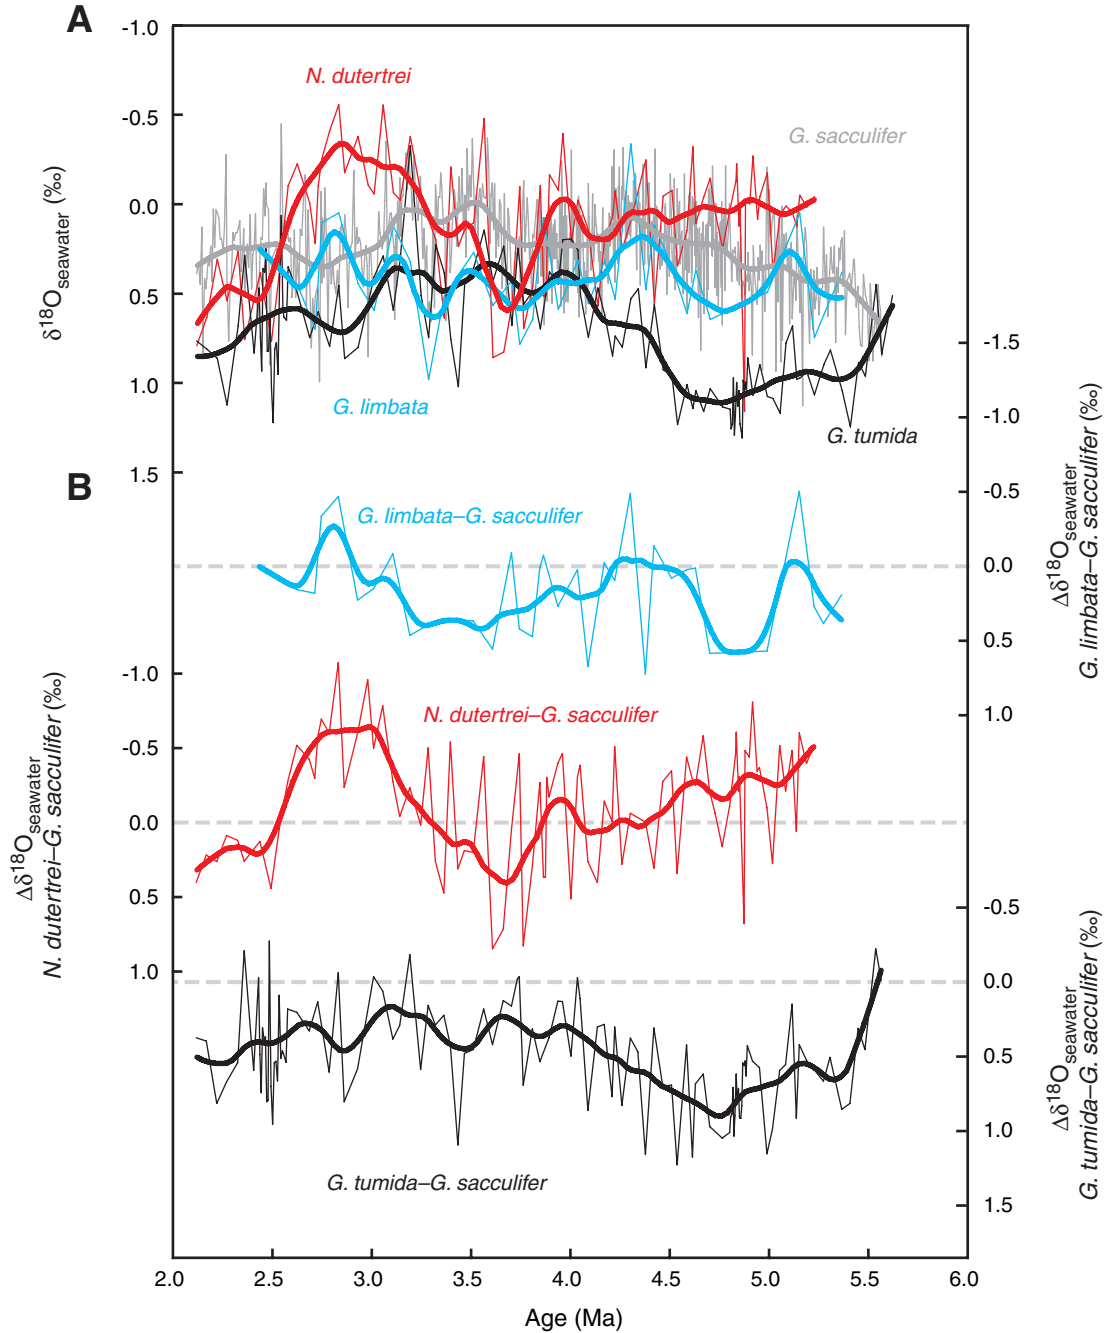 A
-1.0
-0.5
0.0
0.5
1.0
1.5
δ18Oseawater (‰)
N. dutertrei
G. sacculifer
G. limbata
G. tumida
B
-1.5
-1.0
-0.5
0.0
0.5
1.0
Δδ18Oseawater
G. limbata–G. sacculifer (‰)
G. limbata–G. sacculifer
-1.0
-0.5
0.0
0.5
1.0
Δδ18Oseawater
N. dutertrei–G. sacculifer (‰)
N. dutertrei–G. sacculifer
-0.5
0.0
0.5
1.0
1.5
Δδ18Oseawater
G. tumida–G. sacculifer (‰)
G. tumida–G. sacculifer
2.0 2.5 3.0 3.5 4.0 4.5 5.0 5.5 6.0
Age (Ma)